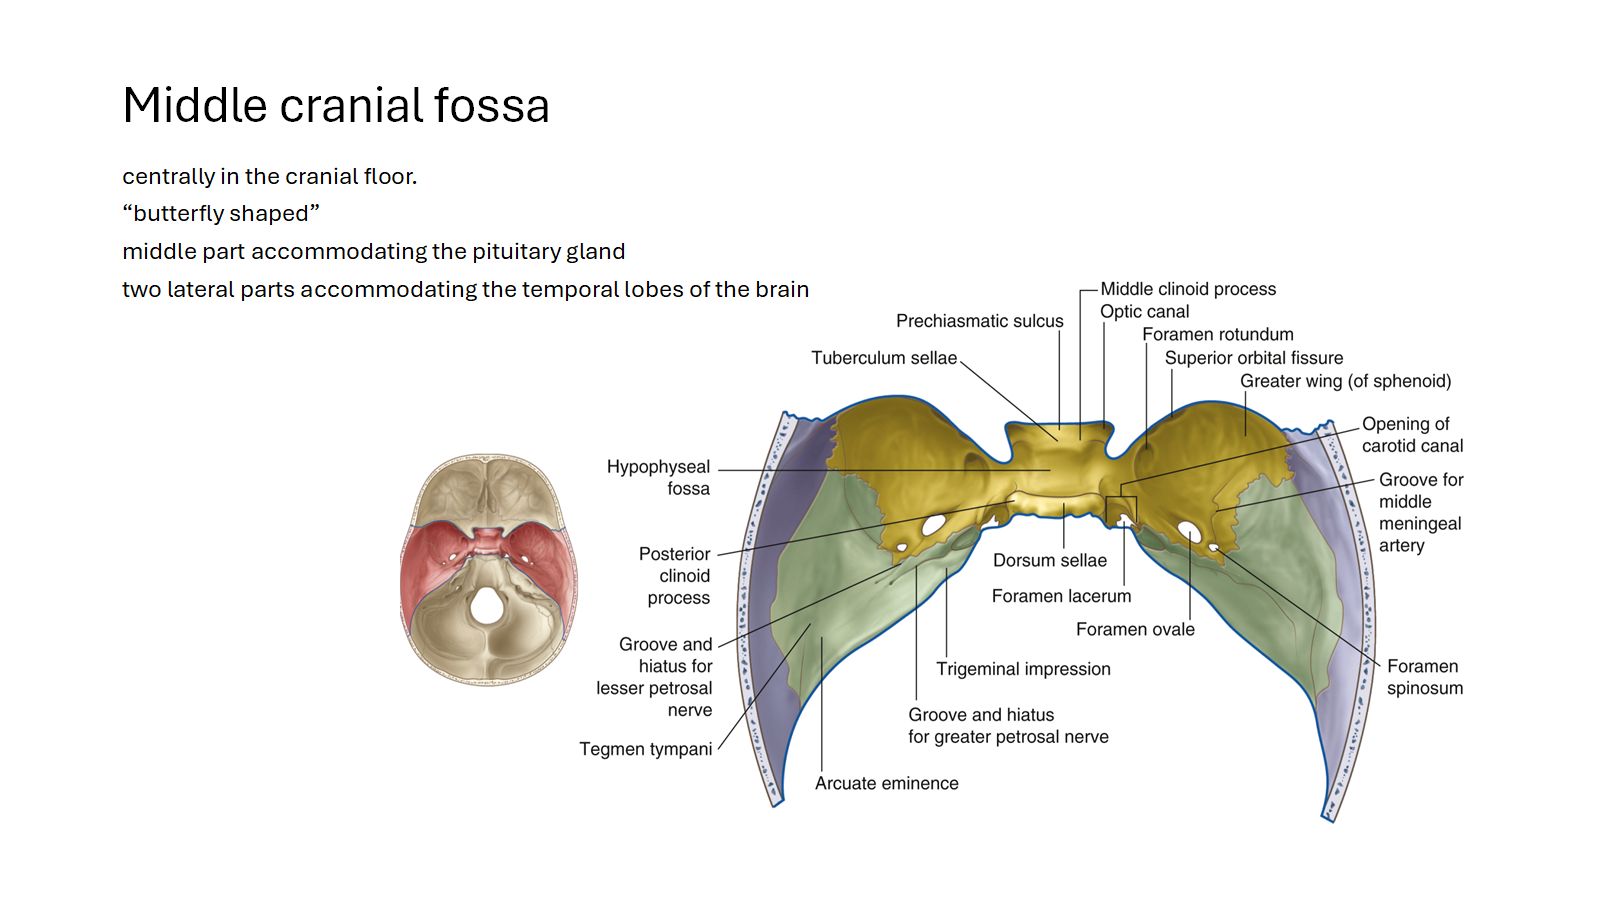 Middle cranial fossa
centrally in the cranial floor.
“butterfly shaped”
middle part accommodating the pituitary gland
two lateral parts accommodating the temporal lobes of the brain
Middle clinoid process
Optic canal
Prechiasmatic sulcus
Foramen rotundum
Tuberculum sellae
Superior orbital fissure
Greater wing (of sphenoid)
Opening of
carotid canal
Hypophyseal
fossa
Groove for
middle
meningeal
artery
Posterior
clinoid
process
Dorsum sellae
Foramen lacerum
Foramen ovale
Groove and
hiatus for
lesser petrosal
nerve
Trigeminal impression
Foramen
spinosum
Groove and hiatus
for greater petrosal nerve
Tegmen tympani
Arcuate eminence